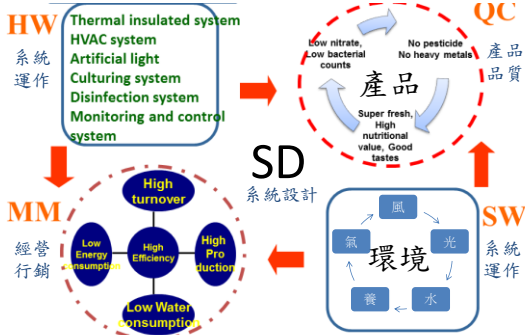 HW
系統
運作
Thermal insulated system
HVAC system
Artificial light
Culturing system
Disinfection system
Monitoring and control
system
QC
產品
品質
Low nitrate,
Low bacterial
counts
No pesticide
No heavy metals
產品
Super fresh,
High
nutritional
value, Good
tastes
SD
系統設計
MM
經營
行銷
High
turnover
Low
Energy
consumption
High
Efficiency
High
Pro
duction
Low Water
consumption
SW
系統
運作
風
光
水
養
氣
環境